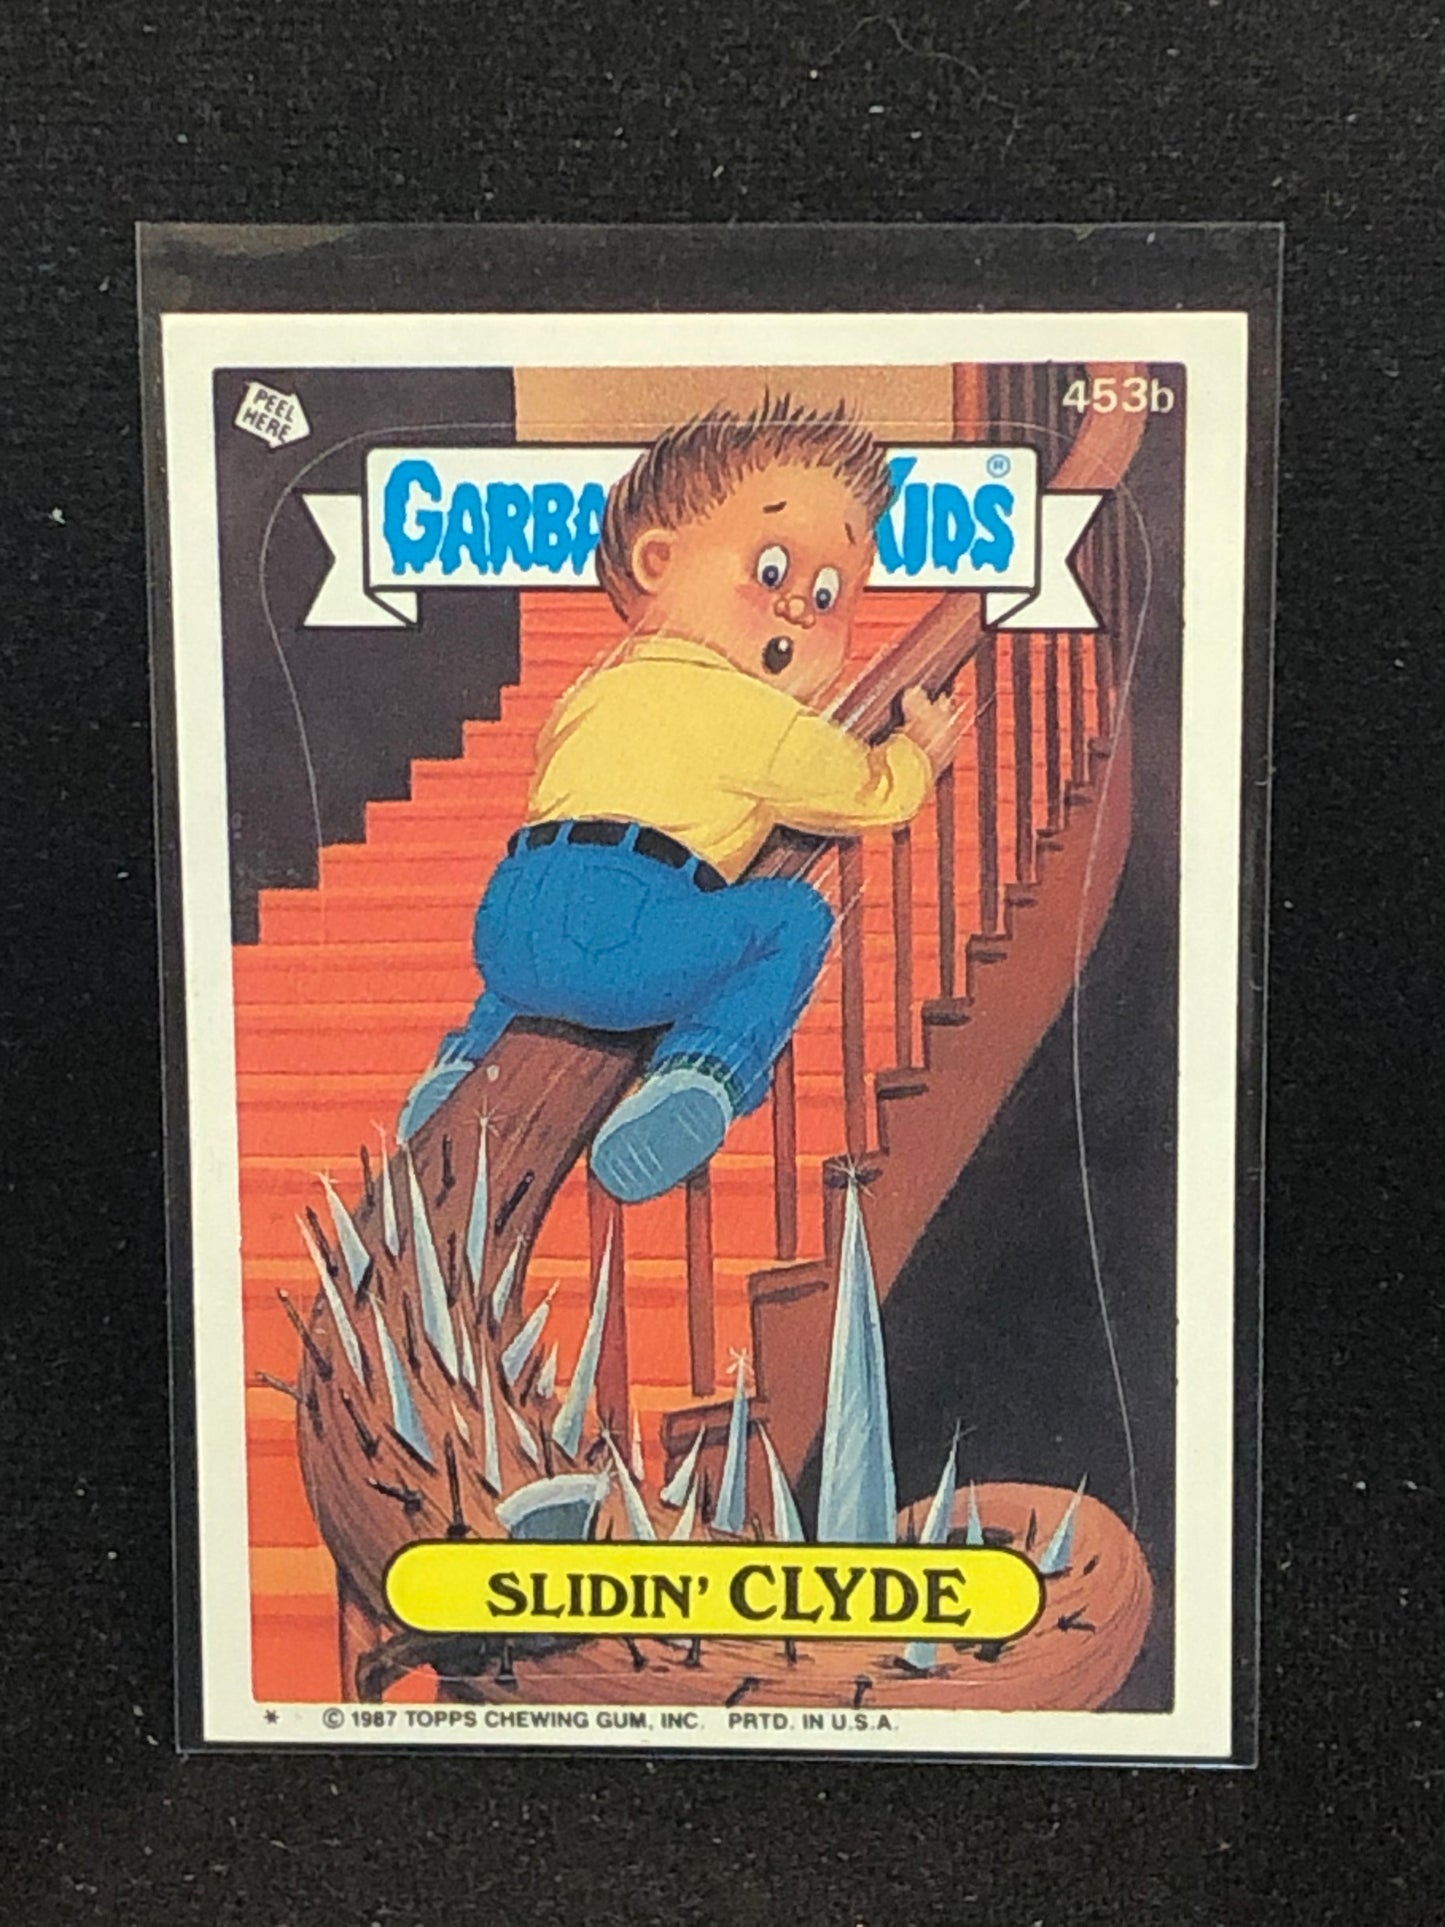 PEEL
HERE
453b
GARBA KIDS®
SLIDIN' CLYDE
* © 1987 TOPPS CHEWING GUM, INC. PRTD. IN U.S.A.